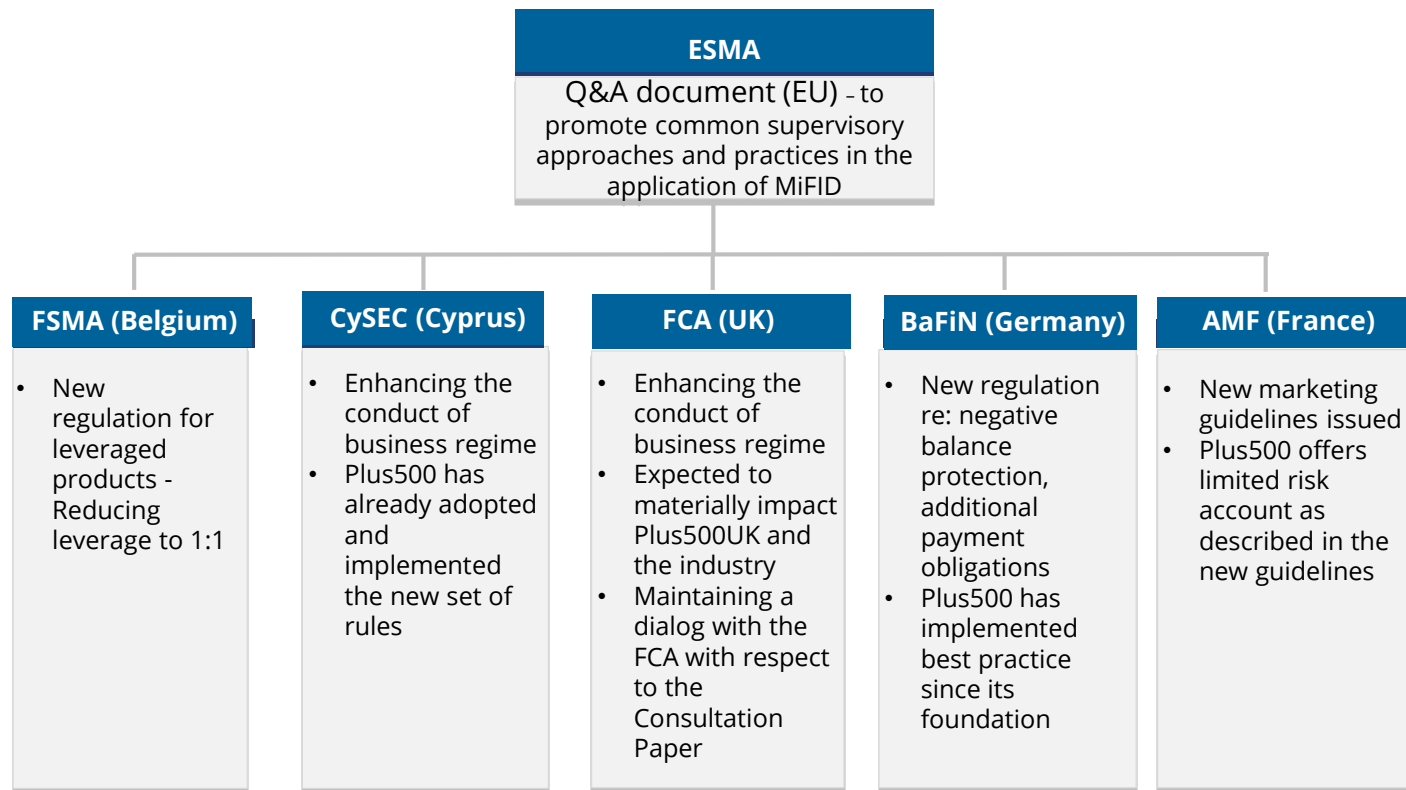 ESMA
Q&A document (EU) – to
promote common supervisory
approaches and practices in the
application of MiFID
FSMA (Belgium)
• New
regulation for
leveraged
products -
Reducing
leverage to 1:1
CySEC (Cyprus)
• Enhancing the
conduct of
business regime
• Plus500 has
already adopted
and
implemented
the new set of
rules
FCA (UK)
• Enhancing the
conduct of
business regime
• Expected to
materially impact
Plus500UK and
the industry
• Maintaining a
dialog with the
FCA with respect
to the
Consultation
Paper
BaFiN (Germany)
• New regulation
re: negative
balance
protection,
additional
payment
obligations
• Plus500 has
implemented
best practice
since its
foundation
AMF (France)
• New marketing
guidelines issued
• Plus500 offers
limited risk
account as
described in the
new guidelines